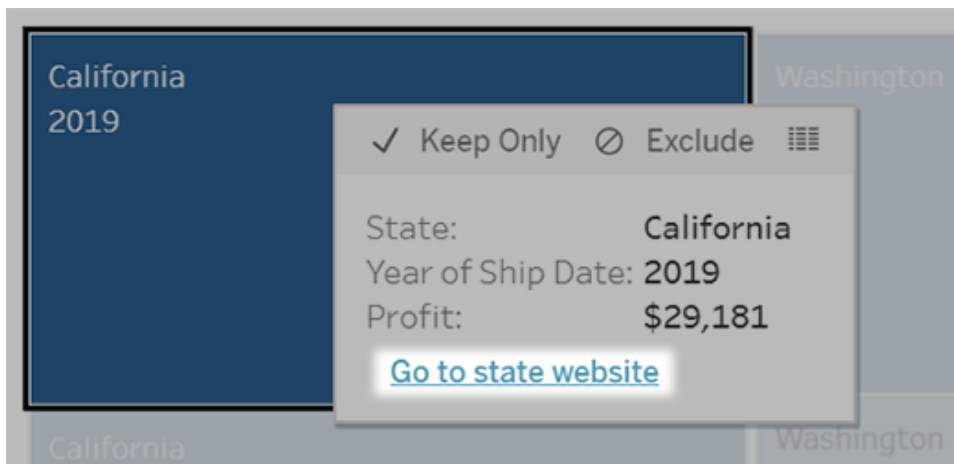 California
2019
Washington
Keep Only Exclude
State: California
Year of Ship Date: 2019
Profit: $29,181
Go to state website
California
Washington